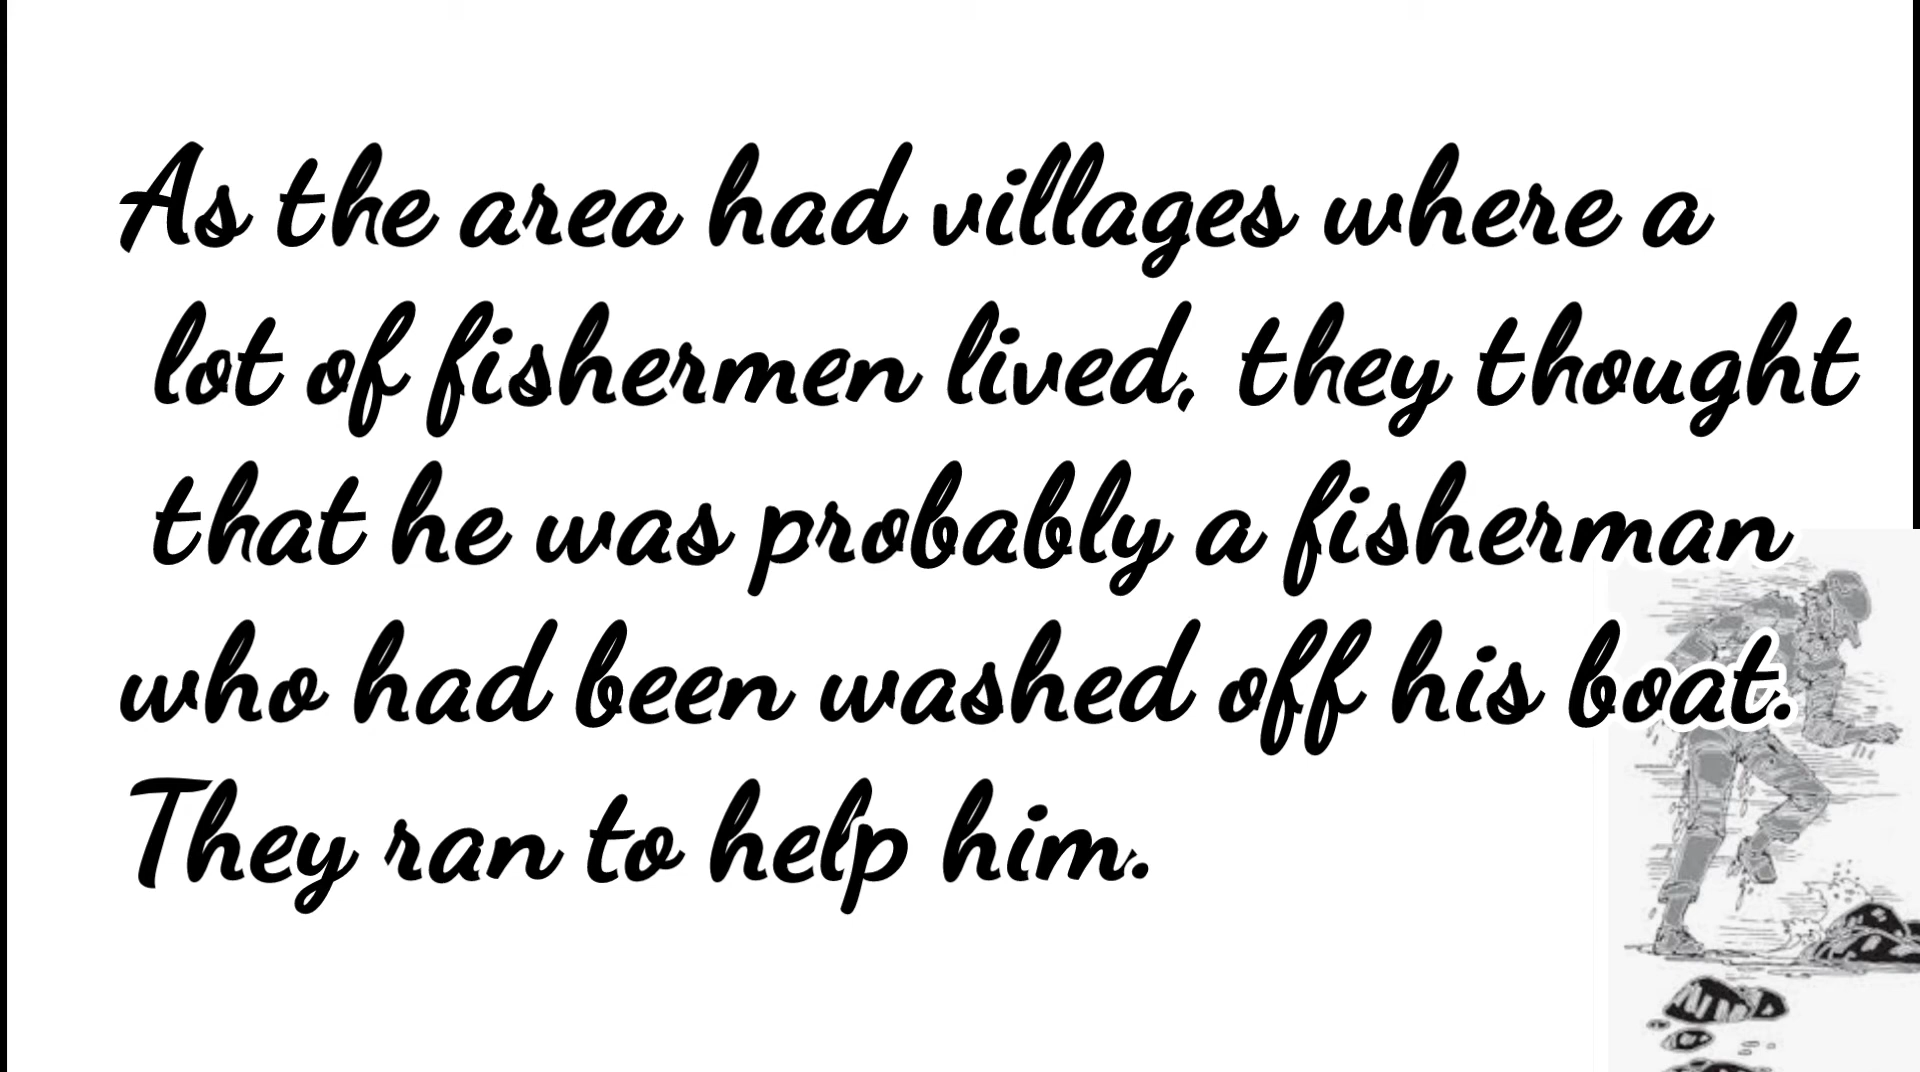 As the area had villages where a
lot of fishermen lived, they thought
that he was probably a fisherman
who had been washed off his boat.
They ran to help him.